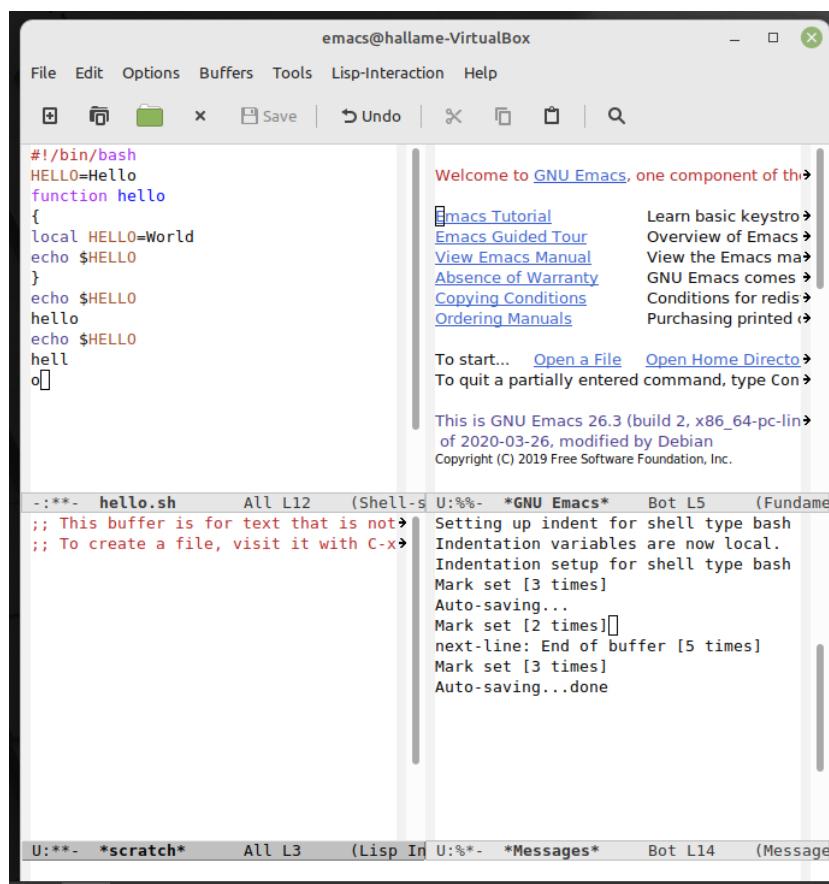 emacs@hallame-VirtualBox
File Edit Options Buffers Tools Lisp-Interaction Help
Save Undo
#!/bin/bash
HELLO=Hello
function hello
{
local HELLO=World
echo $HELLO
}
echo $HELLO
hello
echo $HELLO
hell
o
-:**- hello.sh All L12 (Shell-s
Welcome to GNU Emacs, one component of the
Emacs Tutorial Learn basic keystro
Emacs Guided Tour Overview of Emacs
View Emacs Manual View the Emacs ma
Absence of Warranty GNU Emacs comes
Copying Conditions Conditions for redis
Ordering Manuals Purchasing printed
To start... Open a File Open Home Directo
To quit a partially entered command, type Con
This is GNU Emacs 26.3 (build 2, x86_64-pc-lin
of 2020-03-26, modified by Debian
Copyright (C) 2019 Free Software Foundation, Inc.
U:%%- *GNU Emacs* Bot L5 (Fundame
;; This buffer is for text that is not
;; To create a file, visit it with C-x
U:**- *scratch* All L3 (Lisp In
Setting up indent for shell type bash
Indentation variables are now local.
Indentation setup for shell type bash
Mark set [3 times]
Auto-saving...
Mark set [2 times]
next-line: End of buffer [5 times]
Mark set [3 times]
Auto-saving...done
U:%*- *Messages* Bot L14 (Message